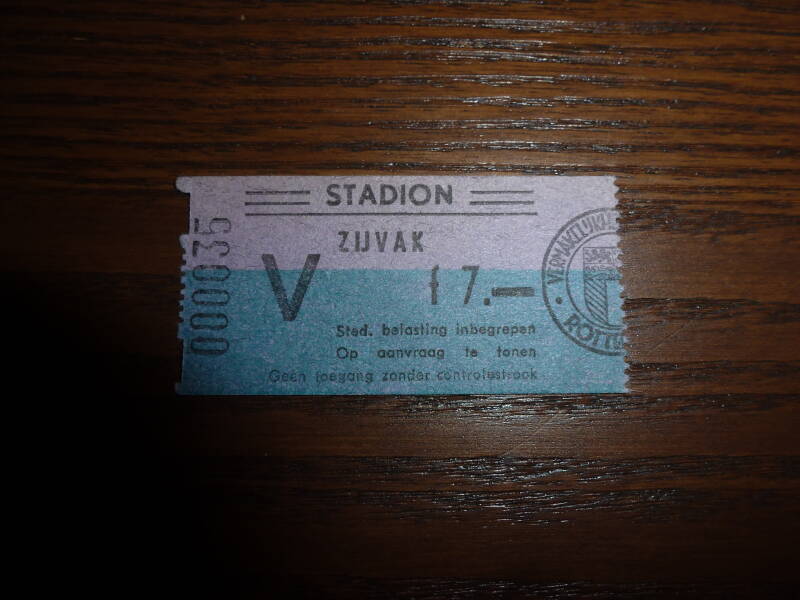 STADION
000035
ZIJVAK
V
f 7.—
Sted. belasting inbegrepen
Op aanvraag te tonen
Geen toegang zonder controlestrook